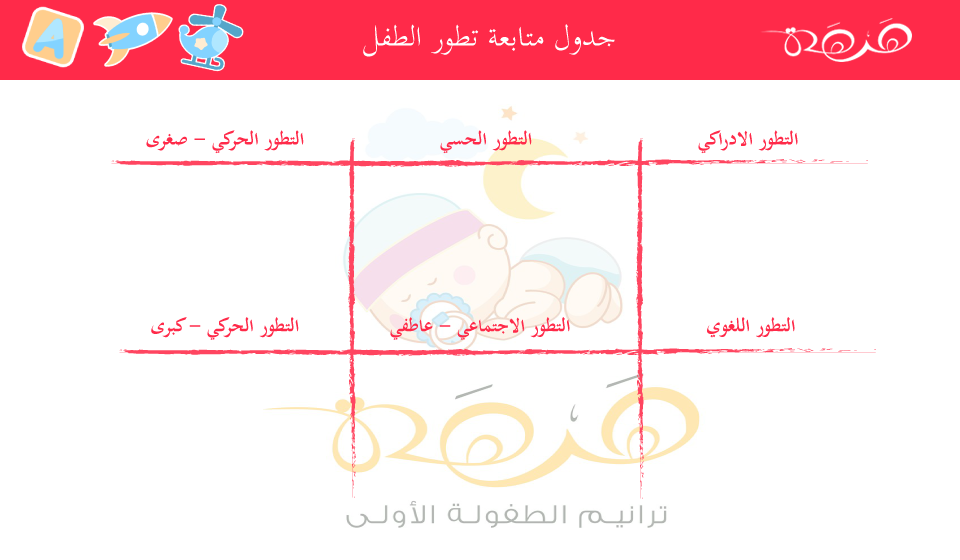 جدول متابعة تطور الطفل
هدهدة
التطور الادراكي
التطور الحسي
التطور الحركي – صغرى
التطور اللغوي
التطور الاجتماعي – عاطفي
التطور الحركي – كبرى
هدهدة
ترانيم الطفولة الأولى
A